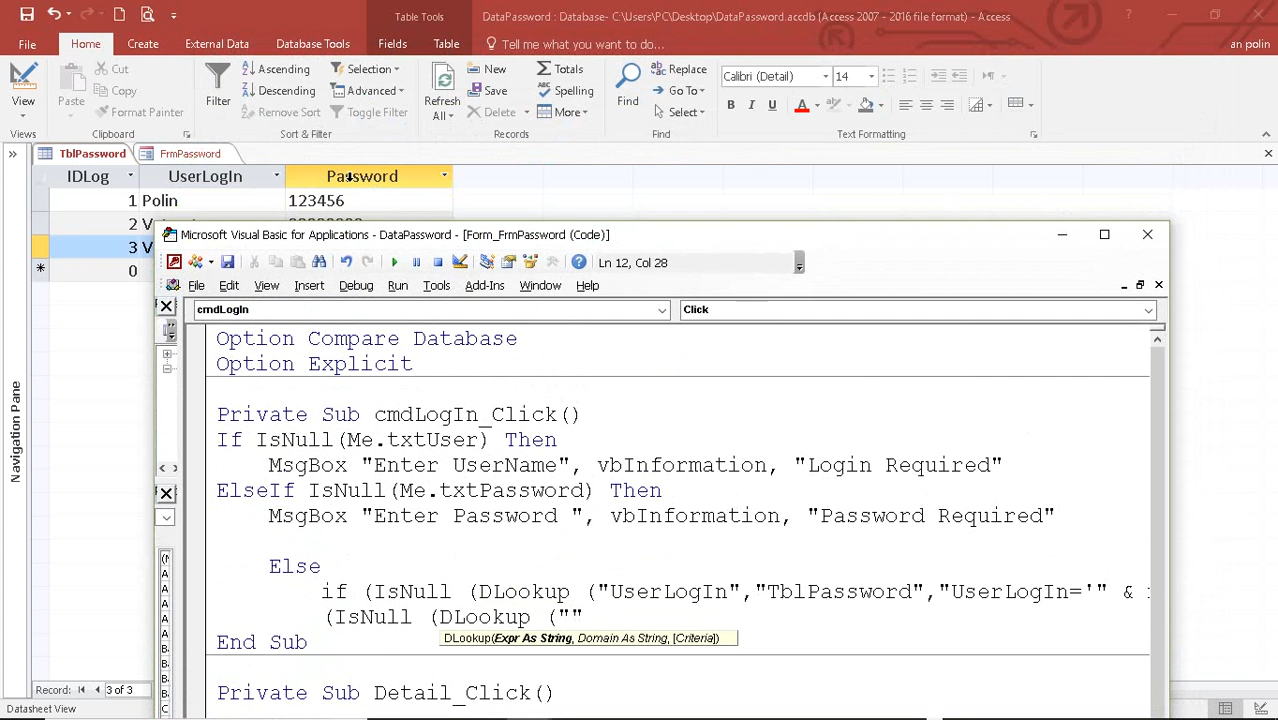 Table Tools
DataPassword : Database- C:\Users\PC\Desktop\DataPassword.accdb (Access 2007 - 2016 file format) - Access
File Home Create External Data Database Tools Fields Table Tell me what you want to do... an polin
View
Views
Paste
Cut
Copy
Format Painter
Clipboard
Filter
Ascending
Descending
Remove Sort
Selection
Advanced
Toggle Filter
Sort & Filter
Refresh All
New
Save
Delete
Totals
Spelling
More
Records
Find
Replace
Go To
Select
Find
Calibri (Detail) 14
B I U A
Text Formatting
TblPassword FrmPassword
IDLog UserLogIn Password
1 Polin 123456
2 V
3 V
* 0
Navigation Pane
Microsoft Visual Basic for Applications - DataPassword - [Form_FrmPassword (Code)]
Ln 12, Col 28
File Edit View Insert Debug Run Tools Add-Ins Window Help
cmdLogIn Click
Option Compare Database
Option Explicit
Private Sub cmdLogIn_Click()
If IsNull(Me.txtUser) Then
MsgBox "Enter UserName", vbInformation, "Login Required"
ElseIf IsNull(Me.txtPassword) Then
MsgBox "Enter Password ", vbInformation, "Password Required"
Else
if (IsNull (DLookup ("UserLogIn","TblPassword","UserLogIn='" &
(IsNull (DLookup (""
DLookup(Expr As String, Domain As String, [Criteria])
End Sub
Private Sub Detail_Click()
Record: 3 of 3
Datasheet View